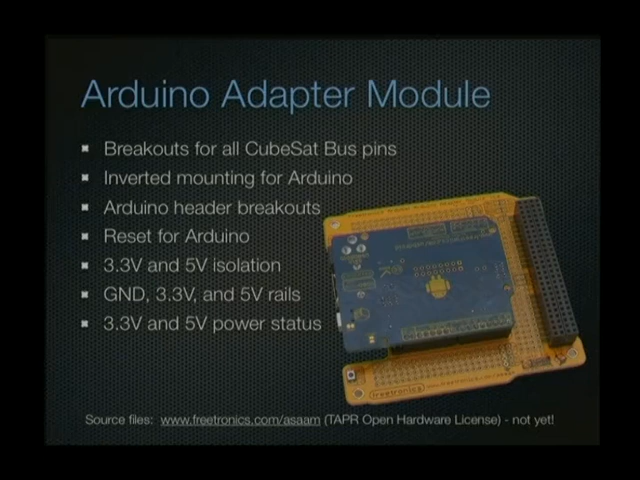 Arduino Adapter Module
Breakouts for all CubeSat Bus pins
Inverted mounting for Arduino
Arduino header breakouts
Reset for Arduino
3.3V and 5V isolation
GND, 3.3V, and 5V rails
3.3V and 5V power status
freetronics
Source files: www.freetronics.com/asaam (TAPR Open Hardware License) - not yet!